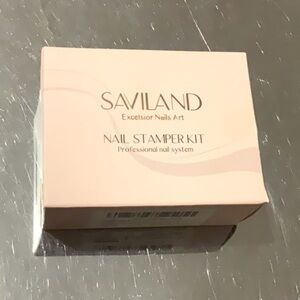 SAVILAND
Excelsior Nails Art
NAIL STAMPER KIT
Professional nail system